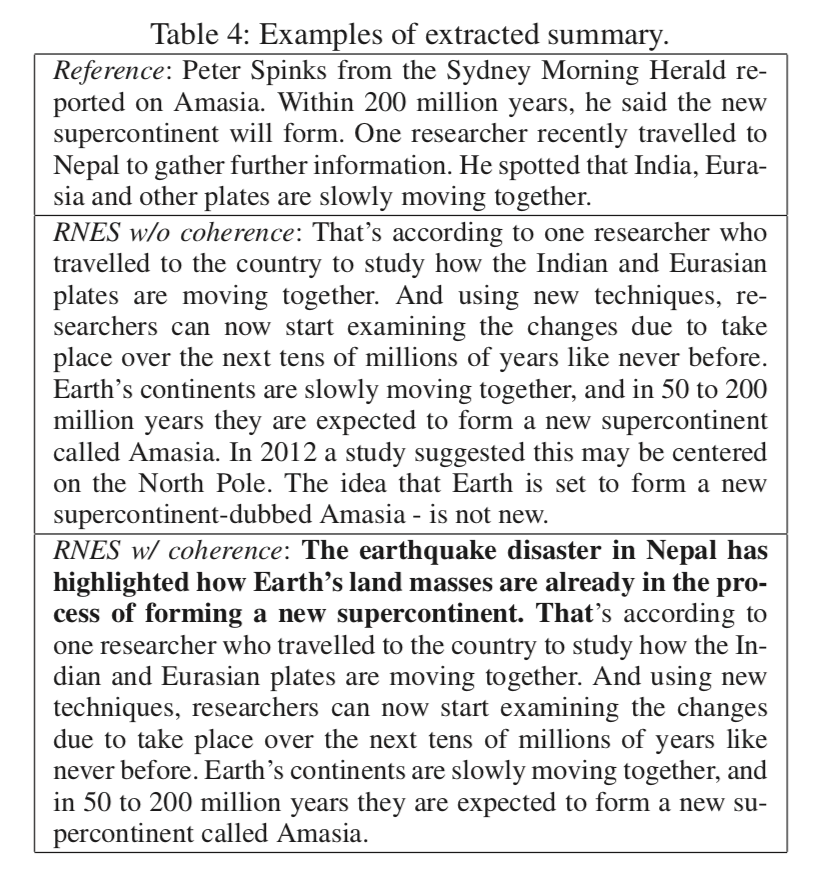 Table 4: Examples of extracted summary.
Reference: Peter Spinks from the Sydney Morning Herald re-
ported on Amasia. Within 200 million years, he said the new
supercontinent will form. One researcher recently travelled to
Nepal to gather further information. He spotted that India, Eura-
sia and other plates are slowly moving together.
RNES w/o coherence: That's according to one researcher who
travelled to the country to study how the Indian and Eurasian
plates are moving together. And using new techniques, re-
searchers can now start examining the changes due to take
place over the next tens of millions of years like never before.
Earth's continents are slowly moving together, and in 50 to 200
million years they are expected to form a new supercontinent
called Amasia. In 2012 a study suggested this may be centered
on the North Pole. The idea that Earth is set to form a new
supercontinent-dubbed Amasia - is not new.
RNES w/ coherence: The earthquake disaster in Nepal has
highlighted how Earth's land masses are already in the pro-
cess of forming a new supercontinent. That's according to
one researcher who travelled to the country to study how the In-
dian and Eurasian plates are moving together. And using new
techniques, researchers can now start examining the changes
due to take place over the next tens of millions of years like
never before. Earth's continents are slowly moving together, and
in 50 to 200 million years they are expected to form a new su-
percontinent called Amasia.